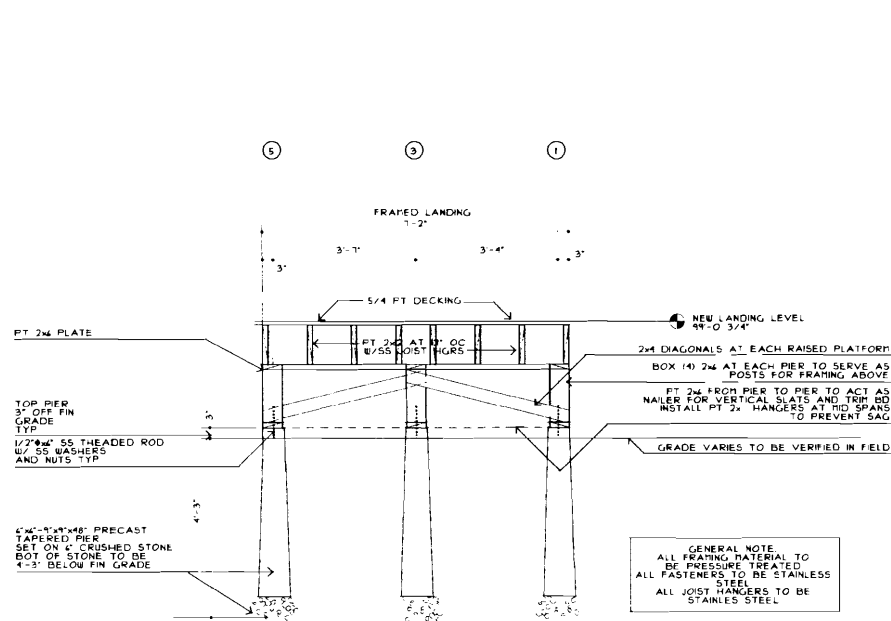 5
3
1
FRAMED LANDING
7'-2"
3'-7"
3'-4"
3"
3"
5/4 PT DECKING
NEW LANDING LEVEL
99'-0 3/4"
PT 2x6 PLATE
PT AT OC
W/SS JOIST HGRS
2x4 DIAGONALS AT EACH RAISED PLATFORM
BOX (4) 2x6 AT EACH PIER TO SERVE AS
POSTS FOR FRAMING ABOVE
PT 2x6 FROM PIER TO PIER TO ACT AS
NAILER FOR VERTICAL SLATS AND TRIM BD
INSTALL PT 2x HANGERS AT MID SPANS
TO PREVENT SAG
TOP PIER
3" OFF FIN
GRADE
TYP
3"
1/2"Φx6" SS THEADED ROD
W/ SS WASHERS
AND NUTS TYP
GRADE VARIES TO BE VERIFIED IN FIELD
4'-3"
6"x6"-9"x9"x48" PRECAST
TAPERED PIER
SET ON 6" CRUSHED STONE
BOT OF STONE TO BE
4'-3" BELOW FIN GRADE
GENERAL NOTE.
ALL FRAMING MATERIAL TO
BE PRESSURE TREATED
ALL FASTENERS TO BE STAINLESS
STEEL
ALL JOIST HANGERS TO BE
STAINLES STEEL